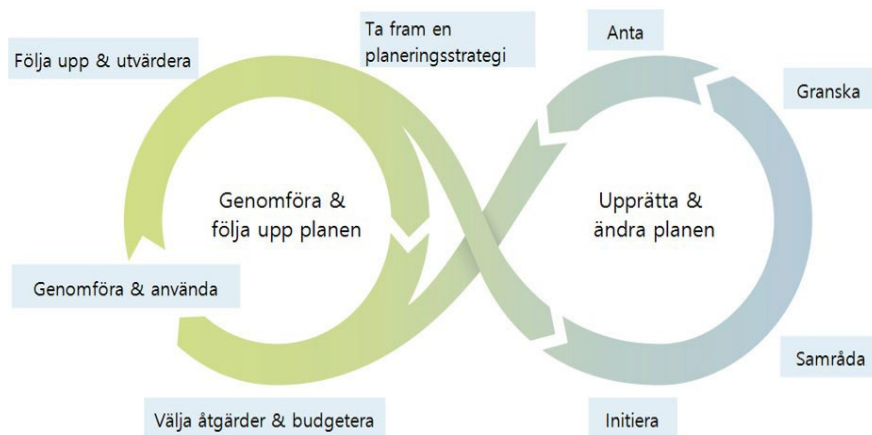 Följa upp & utvärdera
Ta fram en
planeringsstrategi
Anta
Granska
Genomföra &
följa upp planen
Upprätta &
ändra planen
Genomföra & använda
Samråda
Välja åtgärder & budgetera
Initiera